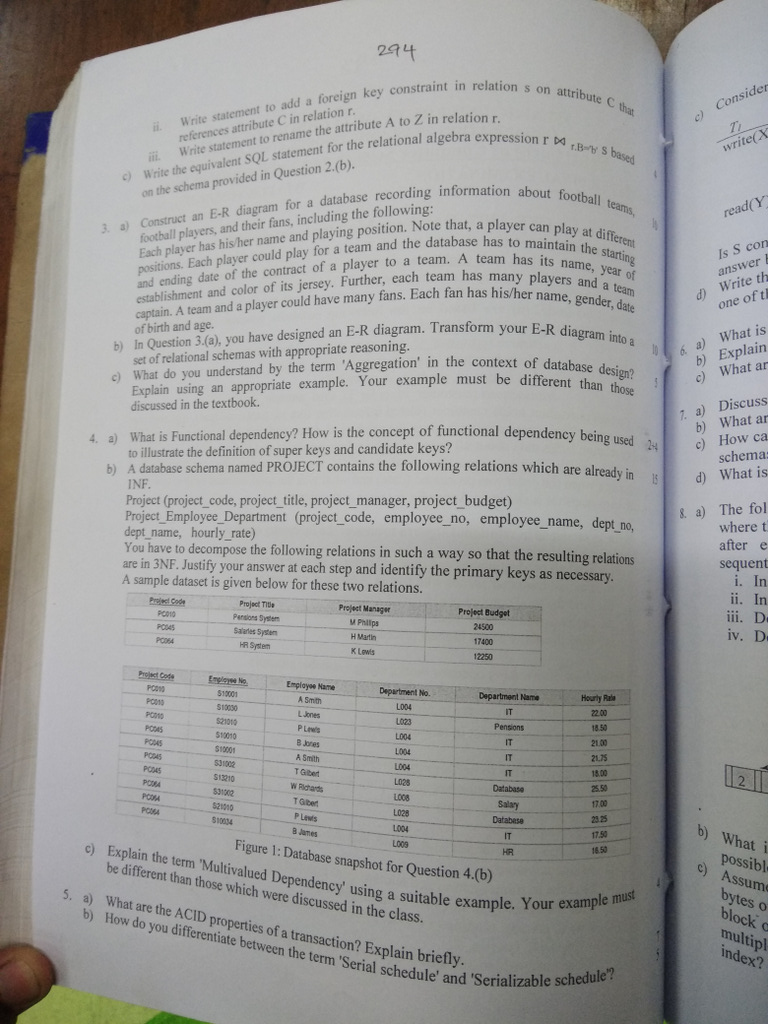 294
ii. Write statement to add a foreign key constraint in relation s on attribute C that
references attribute C in relation r.
iii. Write statement to rename the attribute A to Z in relation r.
c) Write the equivalent SQL statement for the relational algebra expression r ⋈ r.B='b' S based
on the schema provided in Question 2.(b).
4
3. a) Construct an E-R diagram for a database recording information about football teams,
football players, and their fans, including the following:
Each player has his/her name and playing position. Note that, a player can play at different
positions. Each player could play for a team and the database has to maintain the starting
and ending date of the contract of a player to a team. A team has its name, year of
establishment and color of its jersey. Further, each team has many players and a team
captain. A team and a player could have many fans. Each fan has his/her name, gender, date
of birth and age.
b) In Question 3.(a), you have designed an E-R diagram. Transform your E-R diagram into a 10
set of relational schemas with appropriate reasoning.
c) What do you understand by the term 'Aggregation' in the context of database design? 5
Explain using an appropriate example. Your example must be different than those
discussed in the textbook.
4. a) What is Functional dependency? How is the concept of functional dependency being used 2+4
to illustrate the definition of super keys and candidate keys?
b) A database schema named PROJECT contains the following relations which are already in 15
1NF.
Project (project_code, project_title, project_manager, project_budget)
Project_Employee_Department (project_code, employee_no, employee_name, dept_no,
dept_name, hourly_rate)
You have to decompose the following relations in such a way so that the resulting relations
are in 3NF. Justify your answer at each step and identify the primary keys as necessary.
A sample dataset is given below for these two relations.
Project Code Project Title Project Manager Project Budget
PC010 Pensions System M Philips 24500
PC045 Salaries System H Martin 17400
PC064 HR System K Lewis 12250
Project Code Employee No. Employee Name Department No. Department Name Hourly Rate
PC010 S10001 A Smith L004 IT 22.00
PC010 S10030 L Jones L023 Pensions 18.50
PC010 S21010 P Lewis L004 IT 21.00
PC045 S10010 B Jones L004 IT 21.75
PC045 S10001 A Smith L004 IT 18.00
PC045 S31002 T Gilbert L028 Database 25.50
PC045 S13210 W Richards L008 Salary 17.00
PC064 S31002 T Gilbert L028 Database 23.25
PC064 S21010 P Lewis L004 IT 17.50
PC064 S10034 B James L009 HR 16.50
Figure 1: Database snapshot for Question 4.(b)
c) Explain the term 'Multivalued Dependency' using a suitable example. Your example must 4
be different than those which were discussed in the class.
5. a) What are the ACID properties of a transaction? Explain briefly.
b) How do you differentiate between the term 'Serial schedule' and 'Serializable schedule'? 5
c) Consider
T1
write(X
read(Y
Is S con
answer
d) Write th
one of t
6. a) What is
b) Explain
c) What ar
7. a) Discuss
b) What ar
c) How ca
schema
d) What is
8. a) The fol
where t
after e
sequent
i. In
ii. In
iii. D
iv. D
2
b) What i
possibl
c) Assum
bytes o
block o
multipl
index?